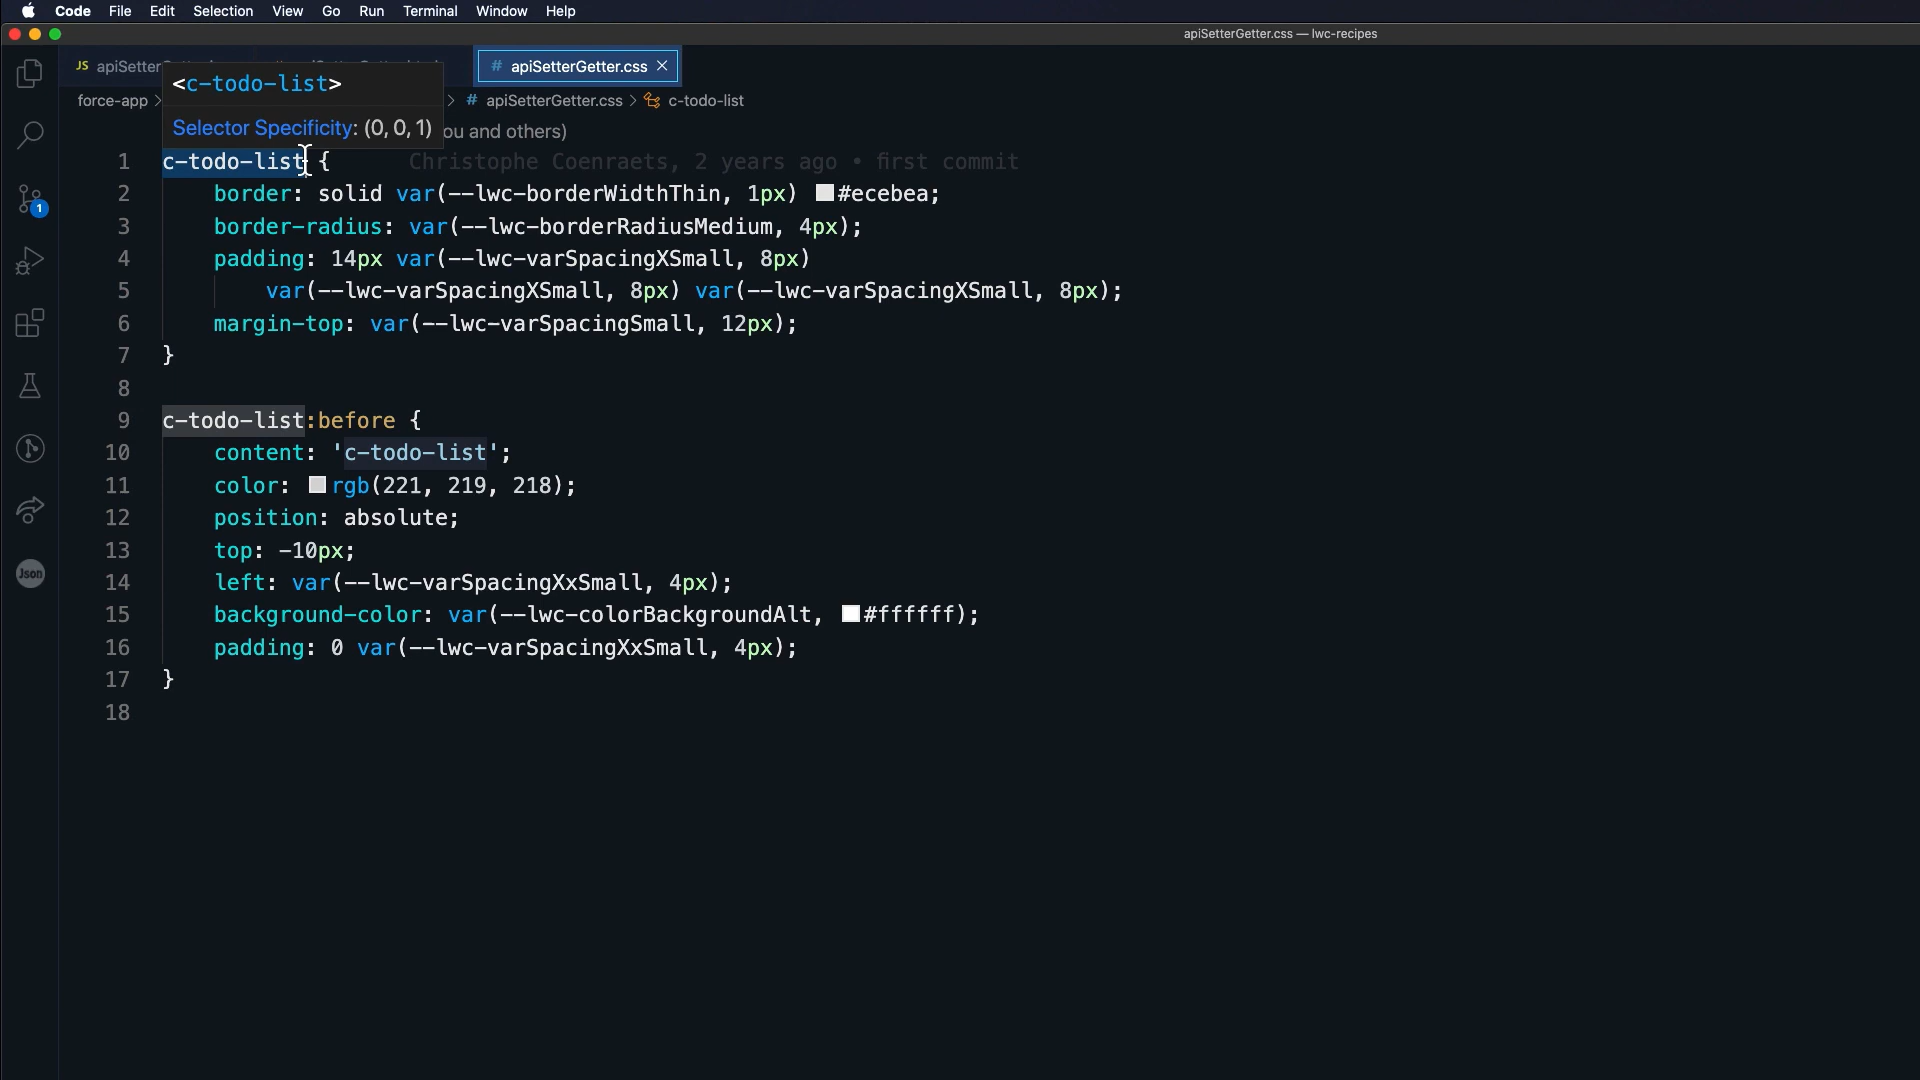 Code File Edit Selection View Go Run Terminal Window Help
apiSetterGetter.css — lwc-recipes
JS apiSetter
# apiSetterGetter.css ×
<c-todo-list>
force-app > > # apiSetterGetter.css > c-todo-list
Selector Specificity: (0, 0, 1) ou and others)
1 c-todo-list { Christophe Coenraets, 2 years ago • first commit
2 border: solid var(--lwc-borderWidthThin, 1px) #ecebea;
3 border-radius: var(--lwc-borderRadiusMedium, 4px);
4 padding: 14px var(--lwc-varSpacingXSmall, 8px)
5 var(--lwc-varSpacingXSmall, 8px) var(--lwc-varSpacingXSmall, 8px);
6 margin-top: var(--lwc-varSpacingSmall, 12px);
7 }
8
9 c-todo-list:before {
10 content: 'c-todo-list';
11 color: rgb(221, 219, 218);
12 position: absolute;
13 top: -10px;
14 left: var(--lwc-varSpacingXxSmall, 4px);
15 background-color: var(--lwc-colorBackgroundAlt, #ffffff);
16 padding: 0 var(--lwc-varSpacingXxSmall, 4px);
17 }
18
1
Json